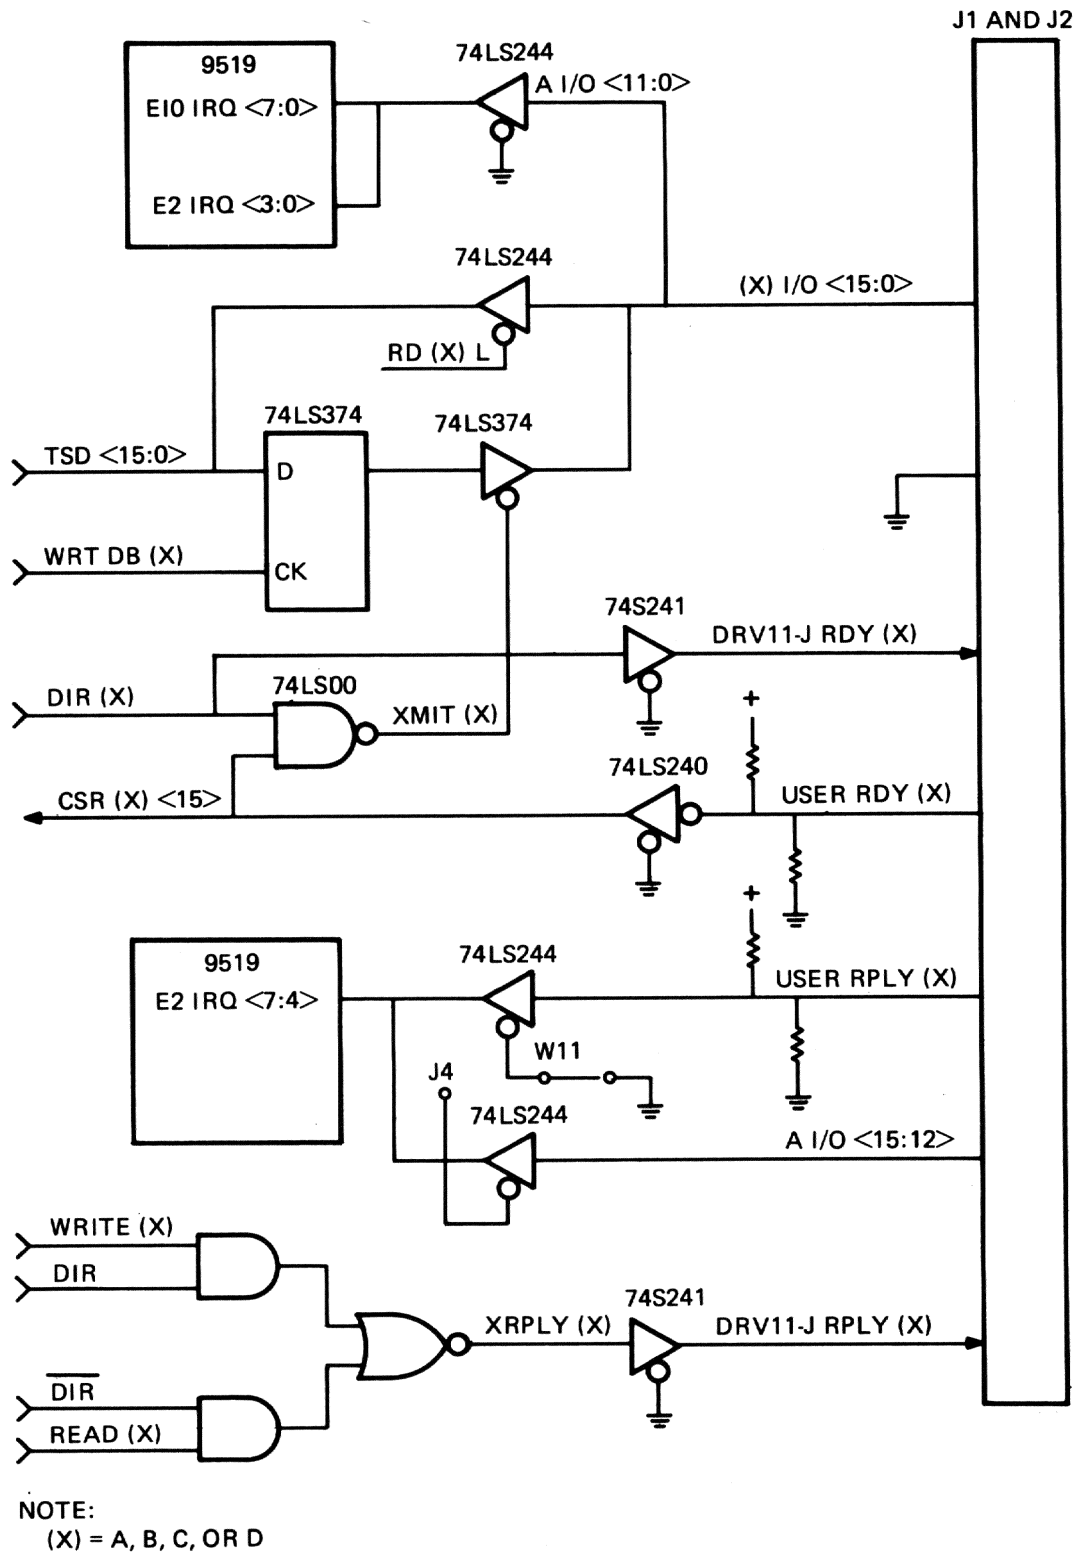 J1 AND J2
9519
EI0 IRQ <7:0>
E2 IRQ <3:0>
74LS244
A I/O <11:0>
74LS244
(X) I/O <15:0>
RD (X) L
74LS374
74LS374
TSD <15:0>
D
WRT DB (X)
CK
74S241
DRV11-J RDY (X)
DIR (X)
74LS00
XMIT (X)
+
74LS240
USER RDY (X)
CSR (X) <15>
+
9519
E2 IRQ <7:4>
74LS244
USER RPLY (X)
W11
J4
74LS244
A I/O <15:12>
WRITE (X)
DIR
74S241
XRPLY (X)
DRV11-J RPLY (X)
DIR
READ (X)
NOTE:
(X) = A, B, C, OR D